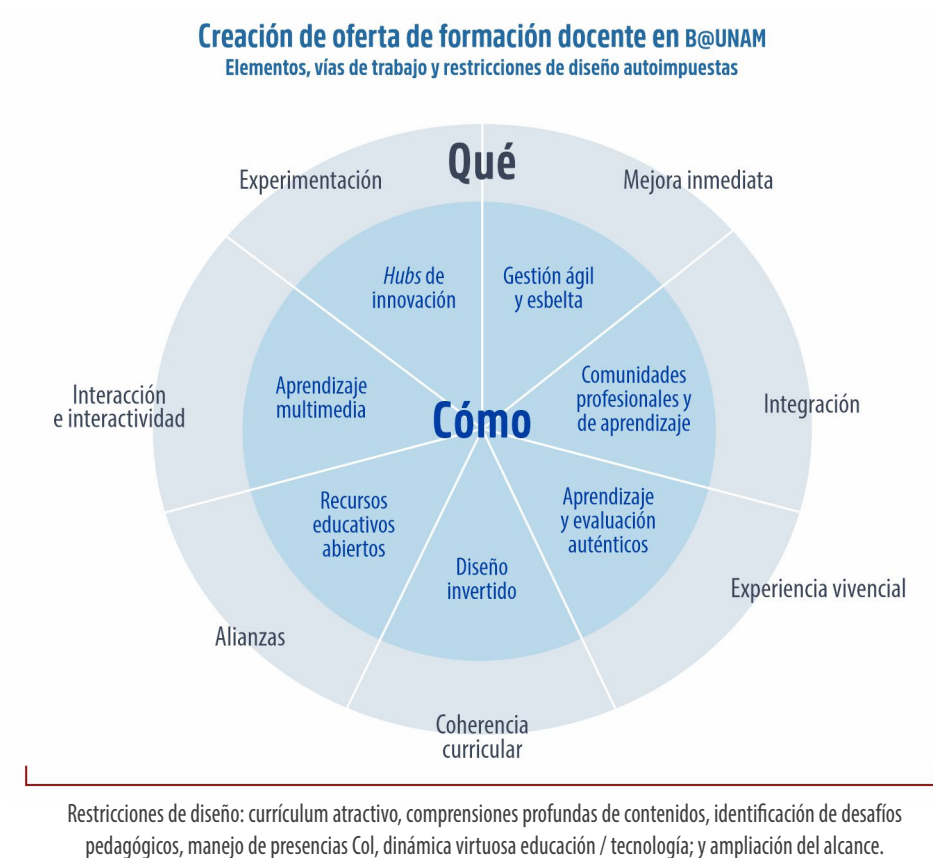 Creación de oferta de formación docente en B@UNAM
Elementos, vías de trabajo y restricciones de diseño autoimpuestas
Qué
Experimentación
Mejora inmediata
Hubs de
innovación
Gestión ágil
y esbelta
Interacción
e interactividad
Aprendizaje
multimedia
Cómo
Comunidades
profesionales y
de aprendizaje
Integración
Recursos
educativos
abiertos
Diseño
invertido
Aprendizaje
y evaluación
auténticos
Experiencia vivencial
Alianzas
Coherencia
curricular
Restricciones de diseño: currículum atractivo, comprensiones profundas de contenidos, identificación de desafíos
pedagógicos, manejo de presencias CoI, dinámica virtuosa educación / tecnología; y ampliación del alcance.